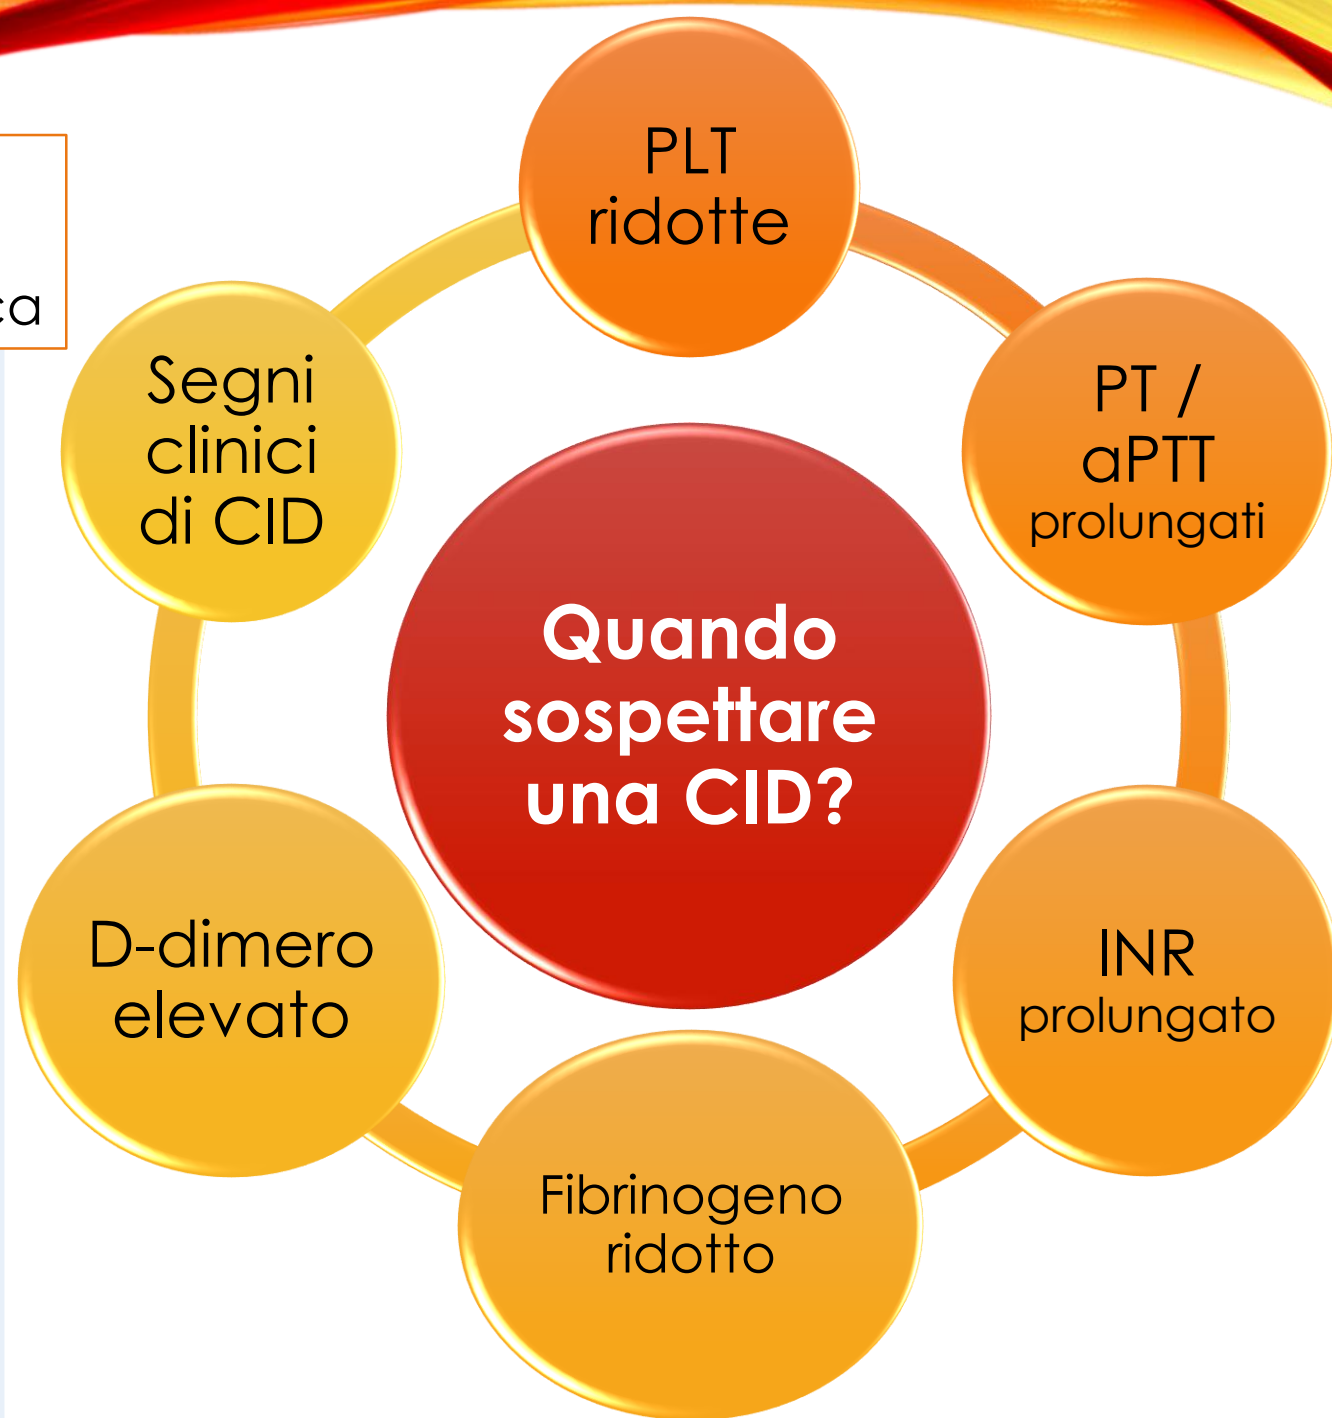 PLT
ridotte
PT /
aPTT
prolungati
INR
prolungato
Fibrinogeno
ridotto
D-dimero
elevato
Segni
clinici
di CID
Quando
sospettare
una CID?